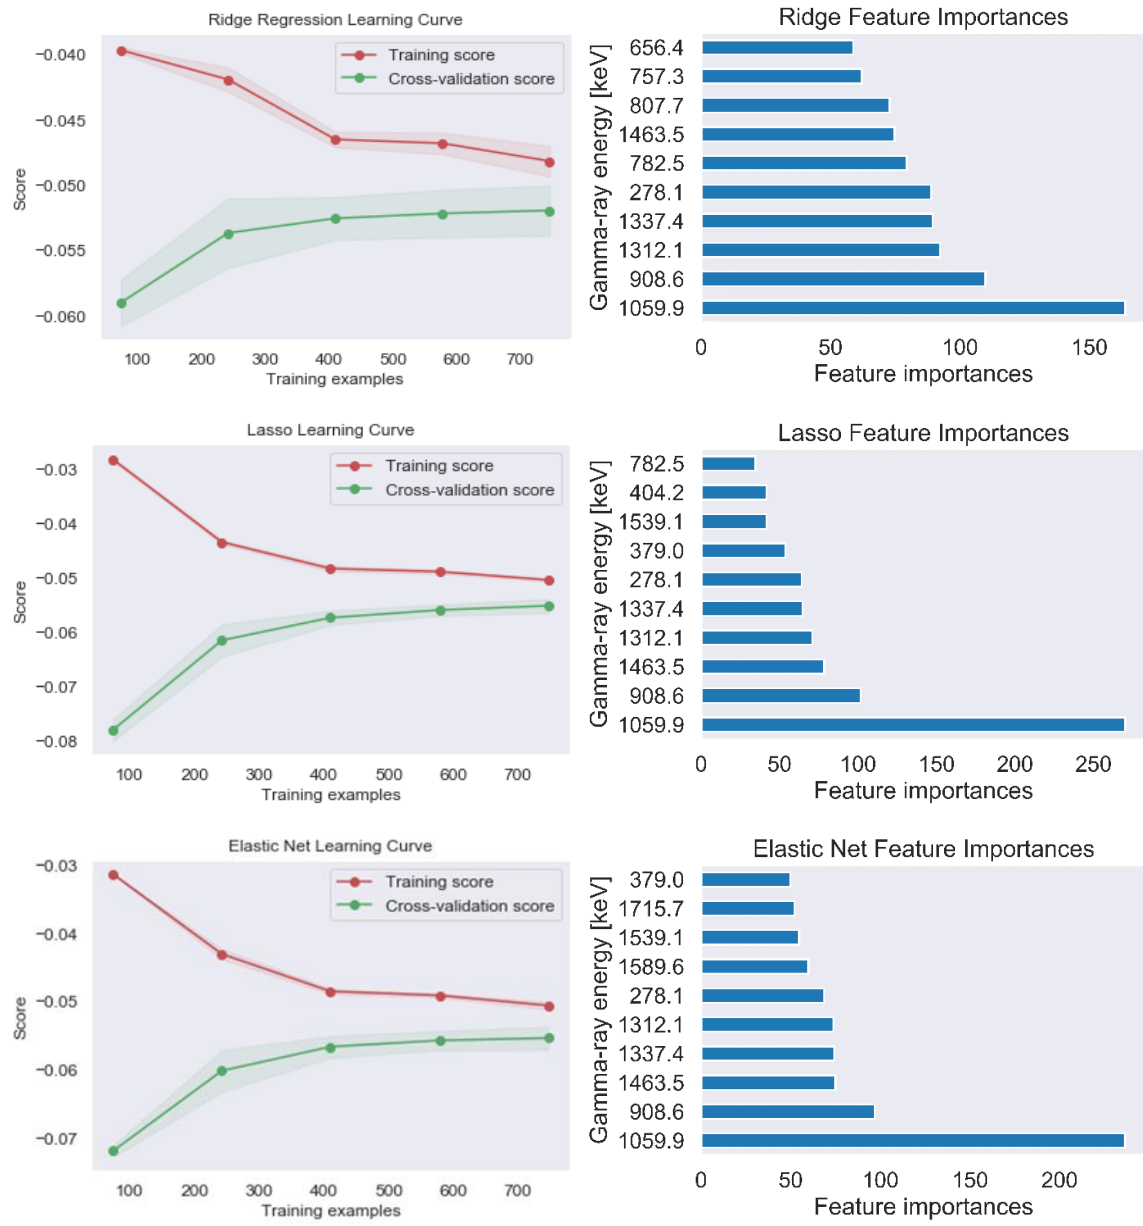 Ridge Regression Learning Curve
Training score
Cross-validation score
−0.040
−0.045
−0.050
−0.055
−0.060
Score
100 200 300 400 500 600 700
Training examples
Ridge Feature Importances
Gamma-ray energy [keV]
656.4
757.3
807.7
1463.5
782.5
278.1
1337.4
1312.1
908.6
1059.9
0 50 100 150
Feature importances
Lasso Learning Curve
Training score
Cross-validation score
−0.03
−0.04
−0.05
−0.06
−0.07
−0.08
Score
100 200 300 400 500 600 700
Training examples
Lasso Feature Importances
Gamma-ray energy [keV]
782.5
404.2
1539.1
379.0
278.1
1337.4
1312.1
1463.5
908.6
1059.9
0 50 100 150 200 250
Feature importances
Elastic Net Learning Curve
Training score
Cross-validation score
−0.03
−0.04
−0.05
−0.06
−0.07
Score
100 200 300 400 500 600 700
Training examples
Elastic Net Feature Importances
Gamma-ray energy [keV]
379.0
1715.7
1539.1
1589.6
278.1
1312.1
1337.4
1463.5
908.6
1059.9
0 50 100 150 200
Feature importances